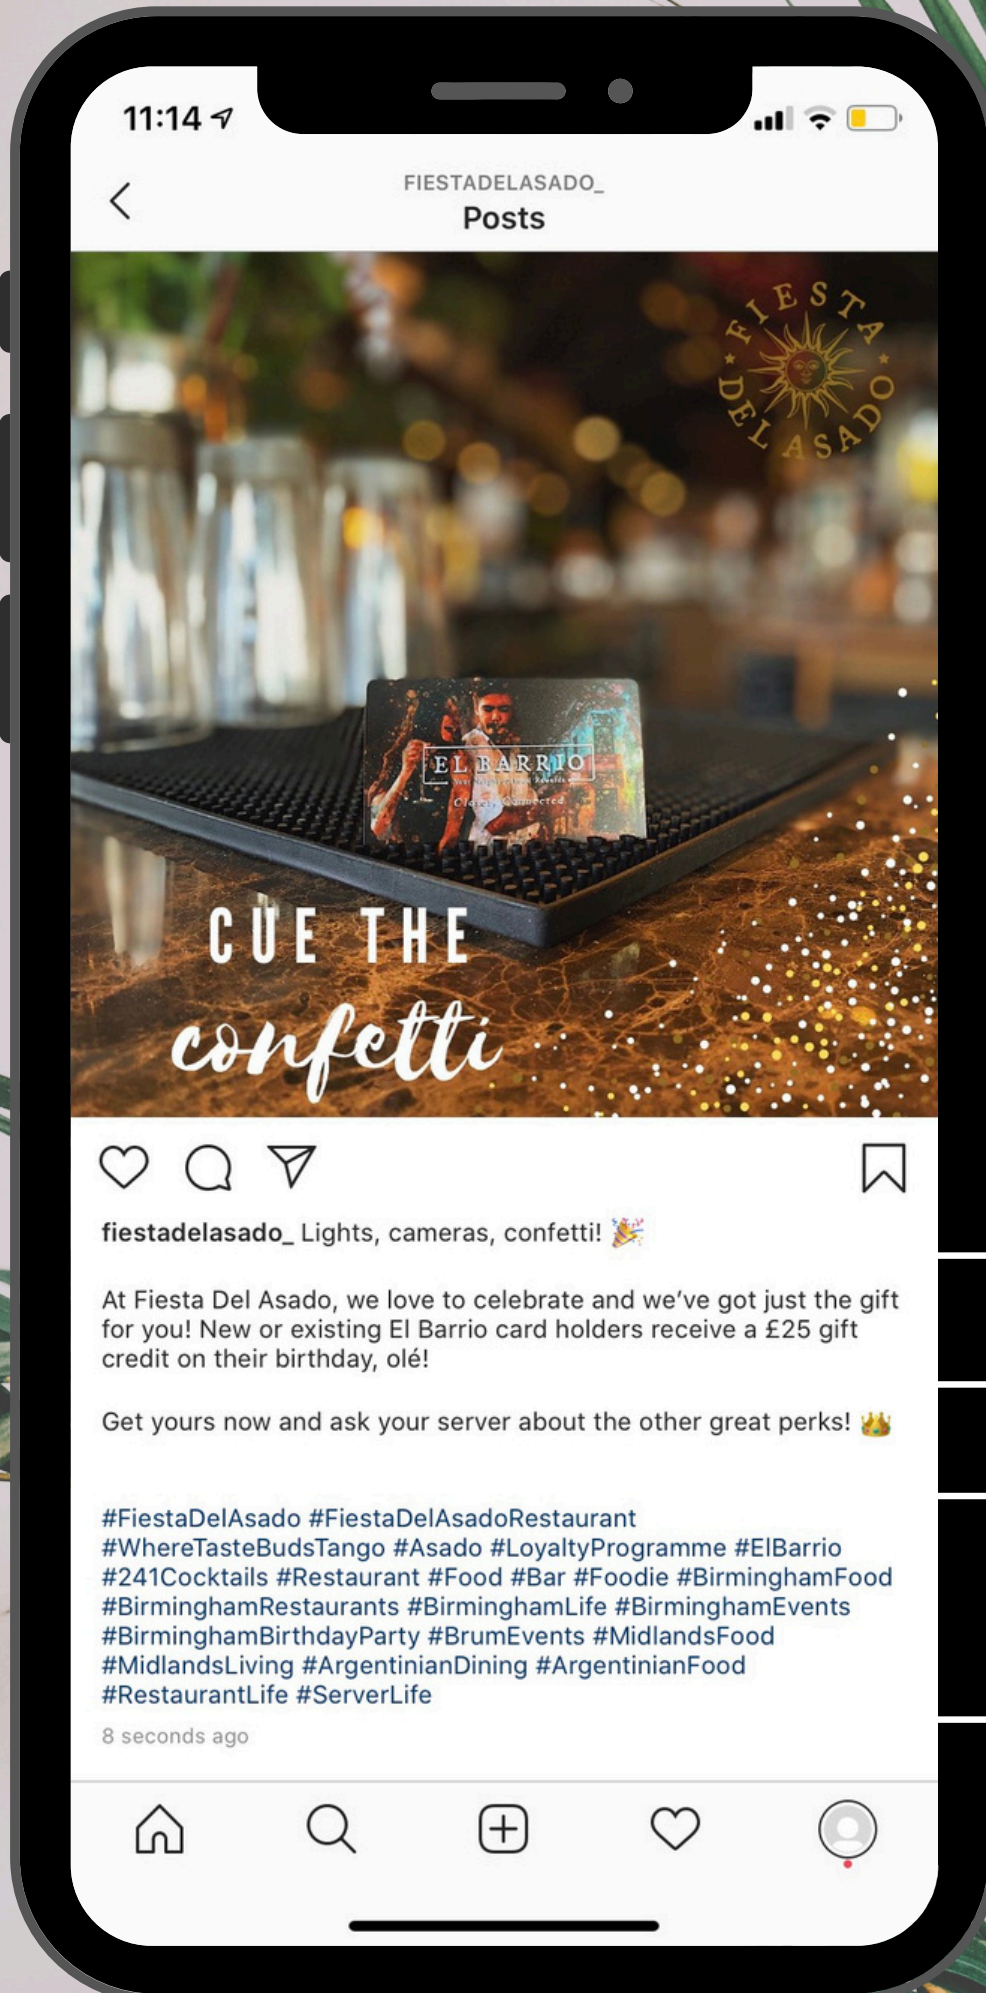 11:14
FIESTADELASADO_
Posts
FIESTA DEL ASADO
EL BARRIO
Closely Connected
CUE THE
confetti
fiestadelasado_ Lights, cameras, confetti! 🎉
At Fiesta Del Asado, we love to celebrate and we've got just the gift
for you! New or existing El Barrio card holders receive a £25 gift
credit on their birthday, olé!
Get yours now and ask your server about the other great perks! 👑
#FiestaDelAsado #FiestaDelAsadoRestaurant
#WhereTasteBudsTango #Asado #LoyaltyProgramme #ElBarrio
#241Cocktails #Restaurant #Food #Bar #Foodie #BirminghamFood
#BirminghamRestaurants #BirminghamLife #BirminghamEvents
#BirminghamBirthdayParty #BrumEvents #MidlandsFood
#MidlandsLiving #ArgentinianDining #ArgentinianFood
#RestaurantLife #ServerLife
8 seconds ago